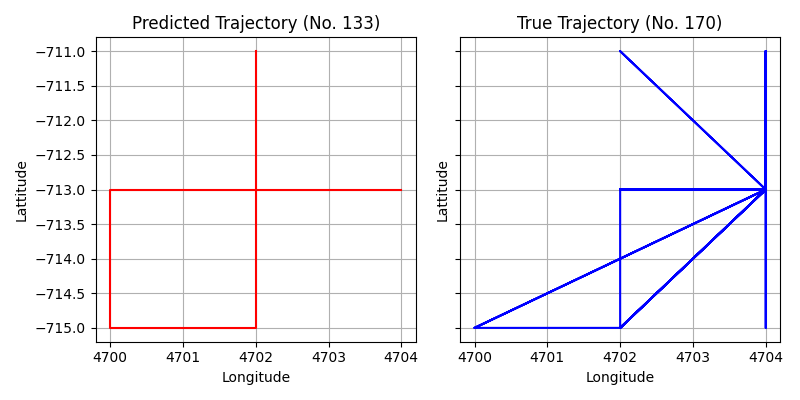 Predicted Trajectory (No. 133)
−711.0
−711.5
−712.0
−712.5
−713.0
−713.5
−714.0
−714.5
−715.0
Lattitude
4700 4701 4702 4703 4704
Longitude
True Trajectory (No. 170)
Lattitude
4700 4701 4702 4703 4704
Longitude